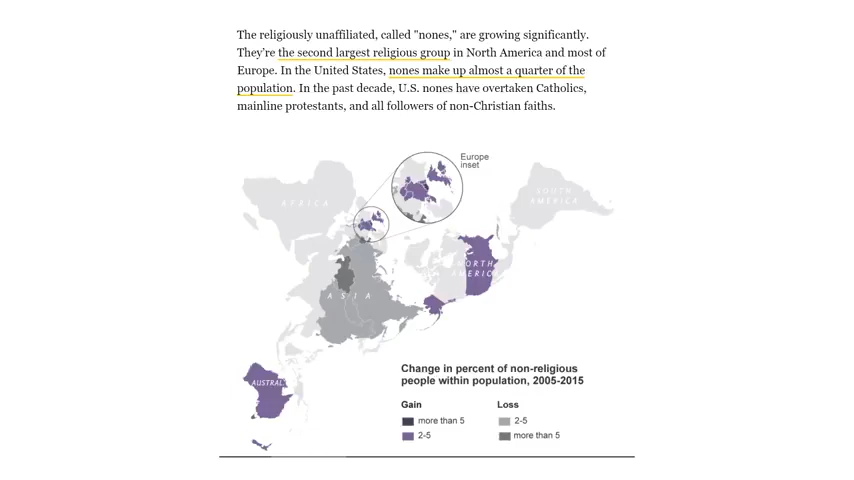 The religiously unaffiliated, called "nones," are growing significantly.
They're the second largest religious group in North America and most of
Europe. In the United States, nones make up almost a quarter of the
population. In the past decade, U.S. nones have overtaken Catholics,
mainline protestants, and all followers of non-Christian faiths.
Europe
inset
AFRICA
SOUTH
AMERICA
NORTH
AMERICA
ASIA
AUSTRAL
Change in percent of non-religious
people within population, 2005-2015
Gain
more than 5
2-5
Loss
2-5
more than 5